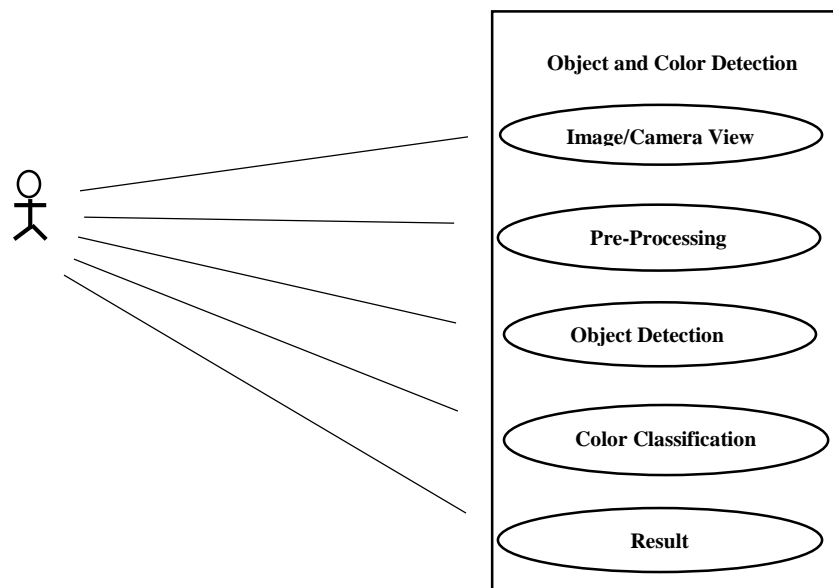 Object and Color Detection
Image/Camera View
Pre-Processing
Object Detection
Color Classification
Result